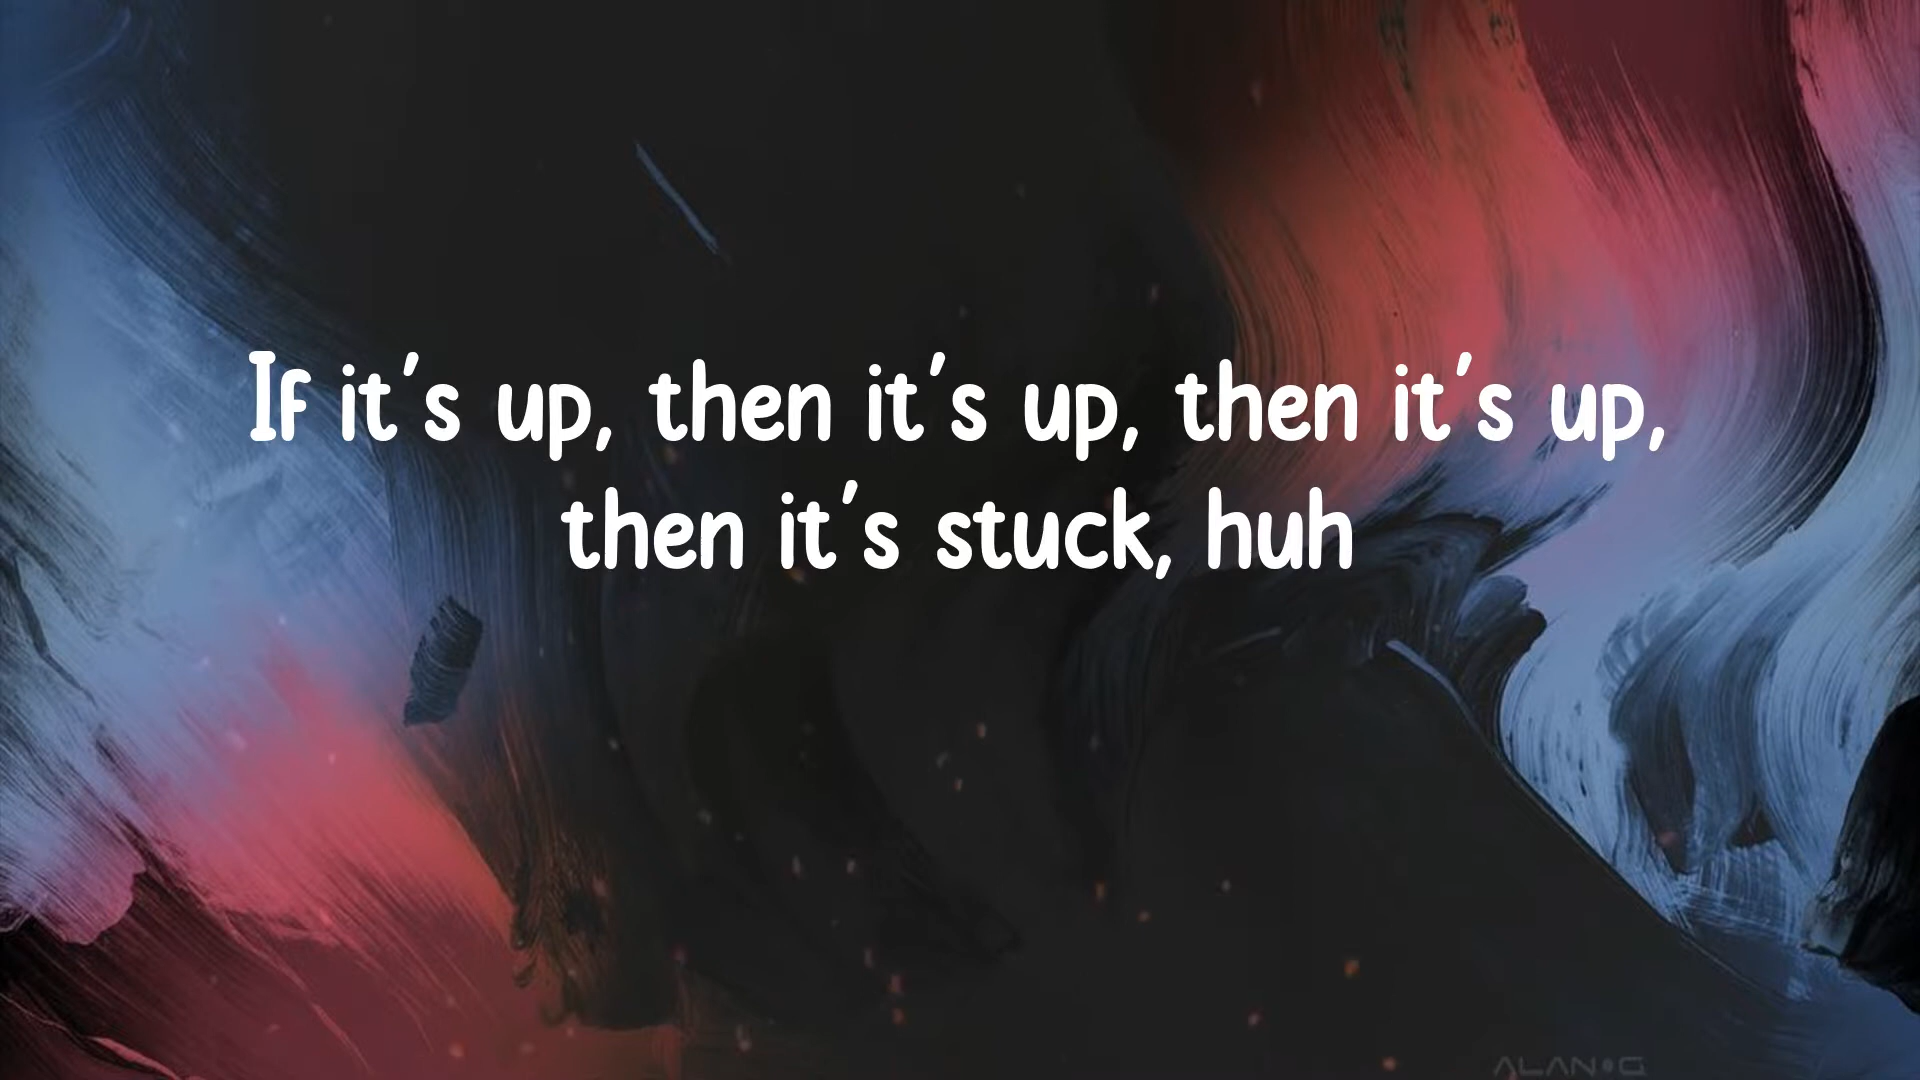 If it's up, then it's up, then it's up,
then it's stuck, huh
ALAN G